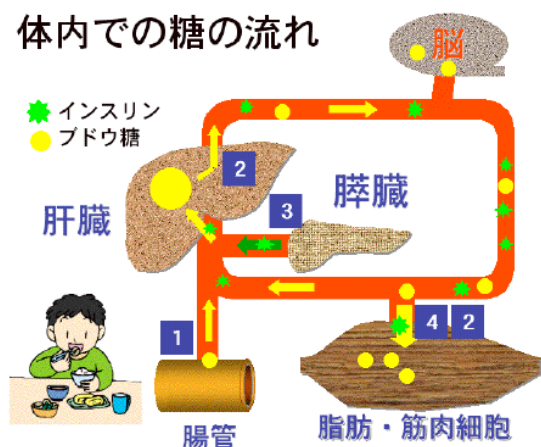 体内での糖の流れ
脳
インスリン
ブドウ糖
2
膵臓
3
肝臓
1
4 2
腸管
脂肪・筋肉細胞